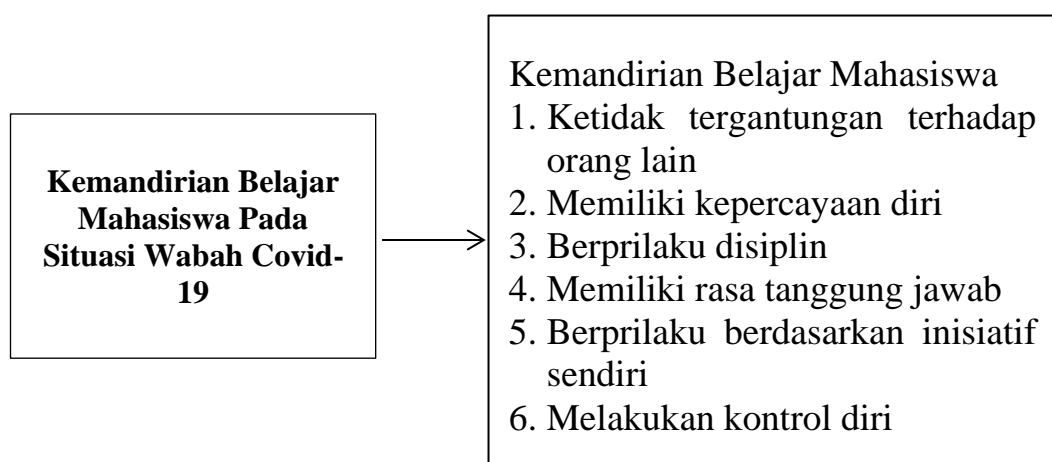 Kemandirian Belajar
Mahasiswa Pada
Situasi Wabah Covid-
19
Kemandirian Belajar Mahasiswa
1. Ketidak tergantungan terhadap
orang lain
2. Memiliki kepercayaan diri
3. Berprilaku disiplin
4. Memiliki rasa tanggung jawab
5. Berprilaku berdasarkan inisiatif
sendiri
6. Melakukan kontrol diri